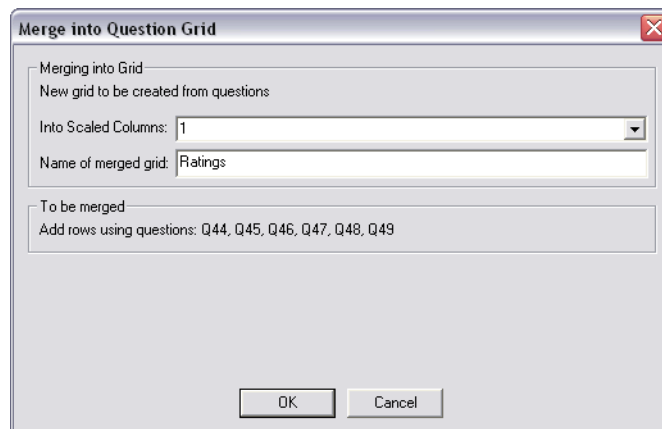 Merge into Question Grid
Merging into Grid
New grid to be created from questions
Into Scaled Columns: 1
Name of merged grid: Ratings
To be merged
Add rows using questions: Q44, Q45, Q46, Q47, Q48, Q49
OK Cancel